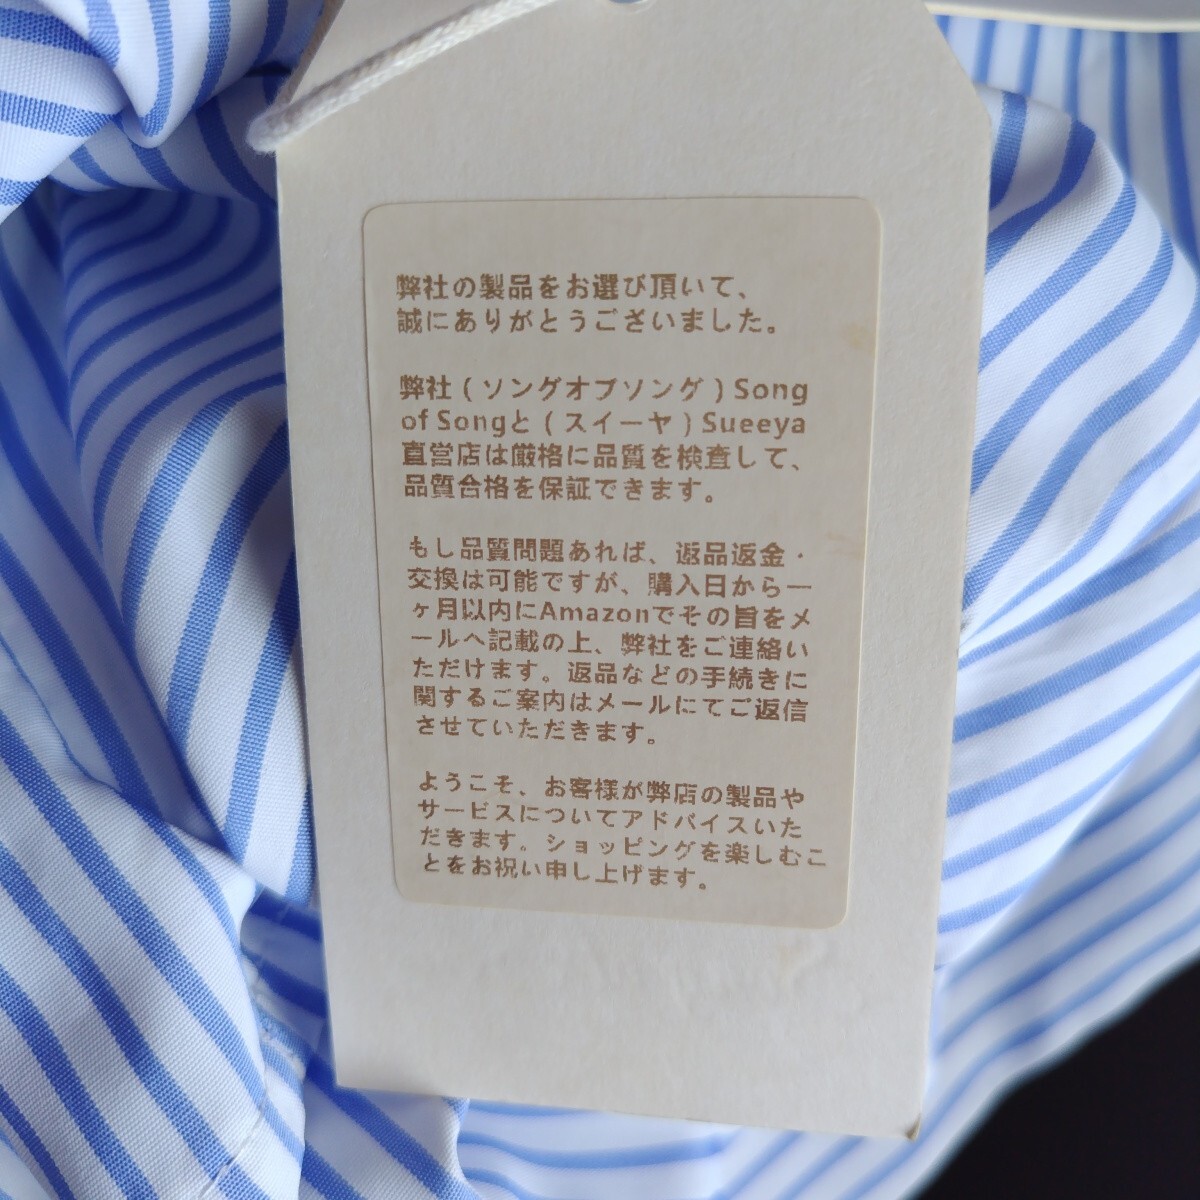 弊社の製品をお選び頂いて、
誠にありがとうございました。
弊社(ソングオブソング)Song
of Songと(スイーヤ)Sueeya
直営店は厳格に品質を検査して、
品質合格を保証できます。
もし品質問題あれば、返品返金・
交換は可能ですが、購入日から一
ヶ月以内にAmazonでその旨をメ
ールへ記載の上、弊社をご連絡い
ただけます。返品などの手続きに
関するご案内はメールにてご返信
させていただきます。
ようこそ、お客様が弊店の製品や
サービスについてアドバイスいた
だきます。ショッピングを楽しむこ
とをお祝い申し上げます。